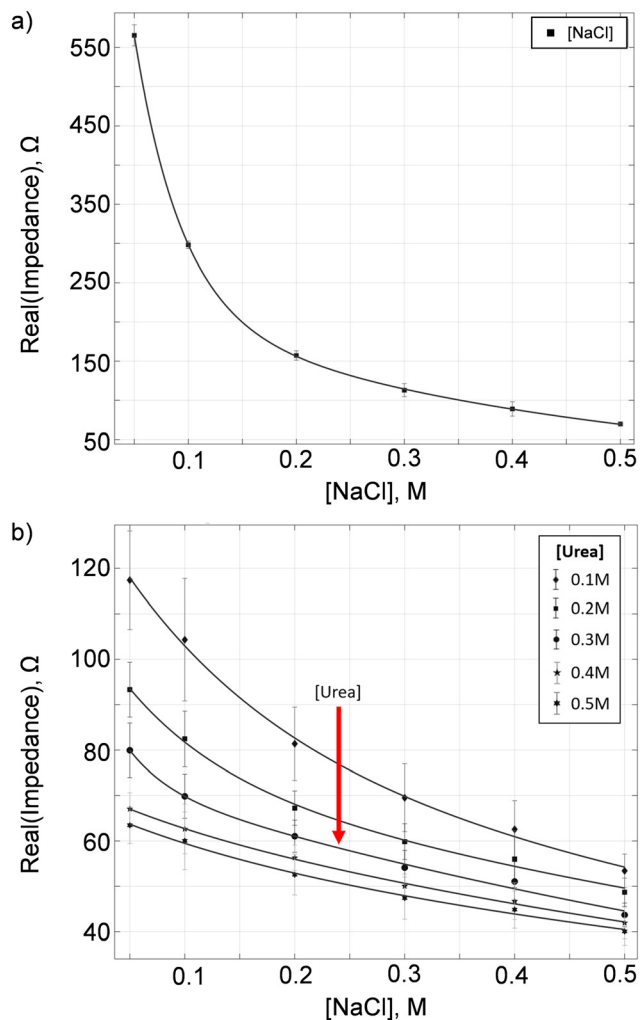 a)
[NaCl]
550
450
350
250
150
50
Real(Impedance), Ω
0.1 0.2 0.3 0.4 0.5
[NaCl], M
b)
[Urea]
0.1M
0.2M
0.3M
0.4M
0.5M
120
100
80
60
40
Real(Impedance), Ω
[Urea]
0.1 0.2 0.3 0.4 0.5
[NaCl], M